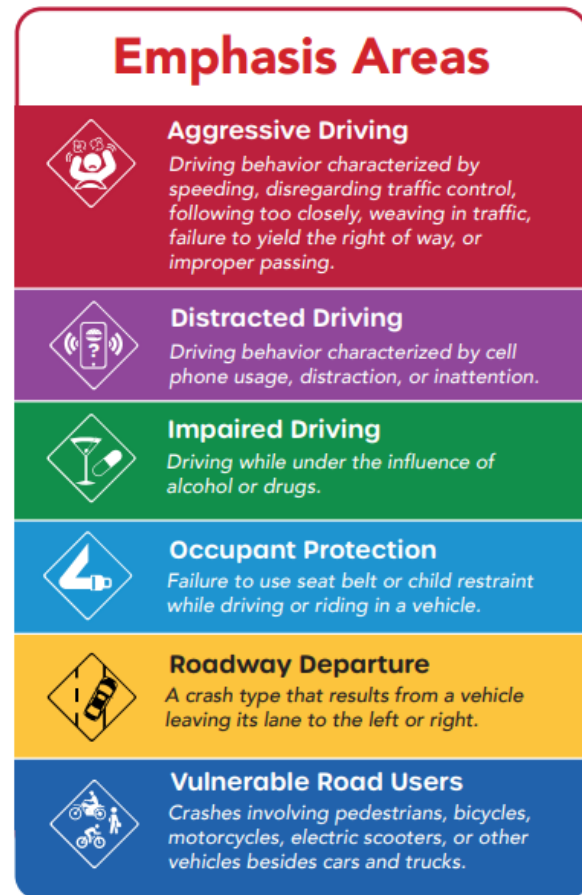 Emphasis Areas
Aggressive Driving
Driving behavior characterized by
speeding, disregarding traffic control,
following too closely, weaving in traffic,
failure to yield the right of way, or
improper passing.
Distracted Driving
Driving behavior characterized by cell
phone usage, distraction, or inattention.
?
Impaired Driving
Driving while under the influence of
alcohol or drugs.
Occupant Protection
Failure to use seat belt or child restraint
while driving or riding in a vehicle.
Roadway Departure
A crash type that results from a vehicle
leaving its lane to the left or right.
Vulnerable Road Users
Crashes involving pedestrians, bicycles,
motorcycles, electric scooters, or other
vehicles besides cars and trucks.